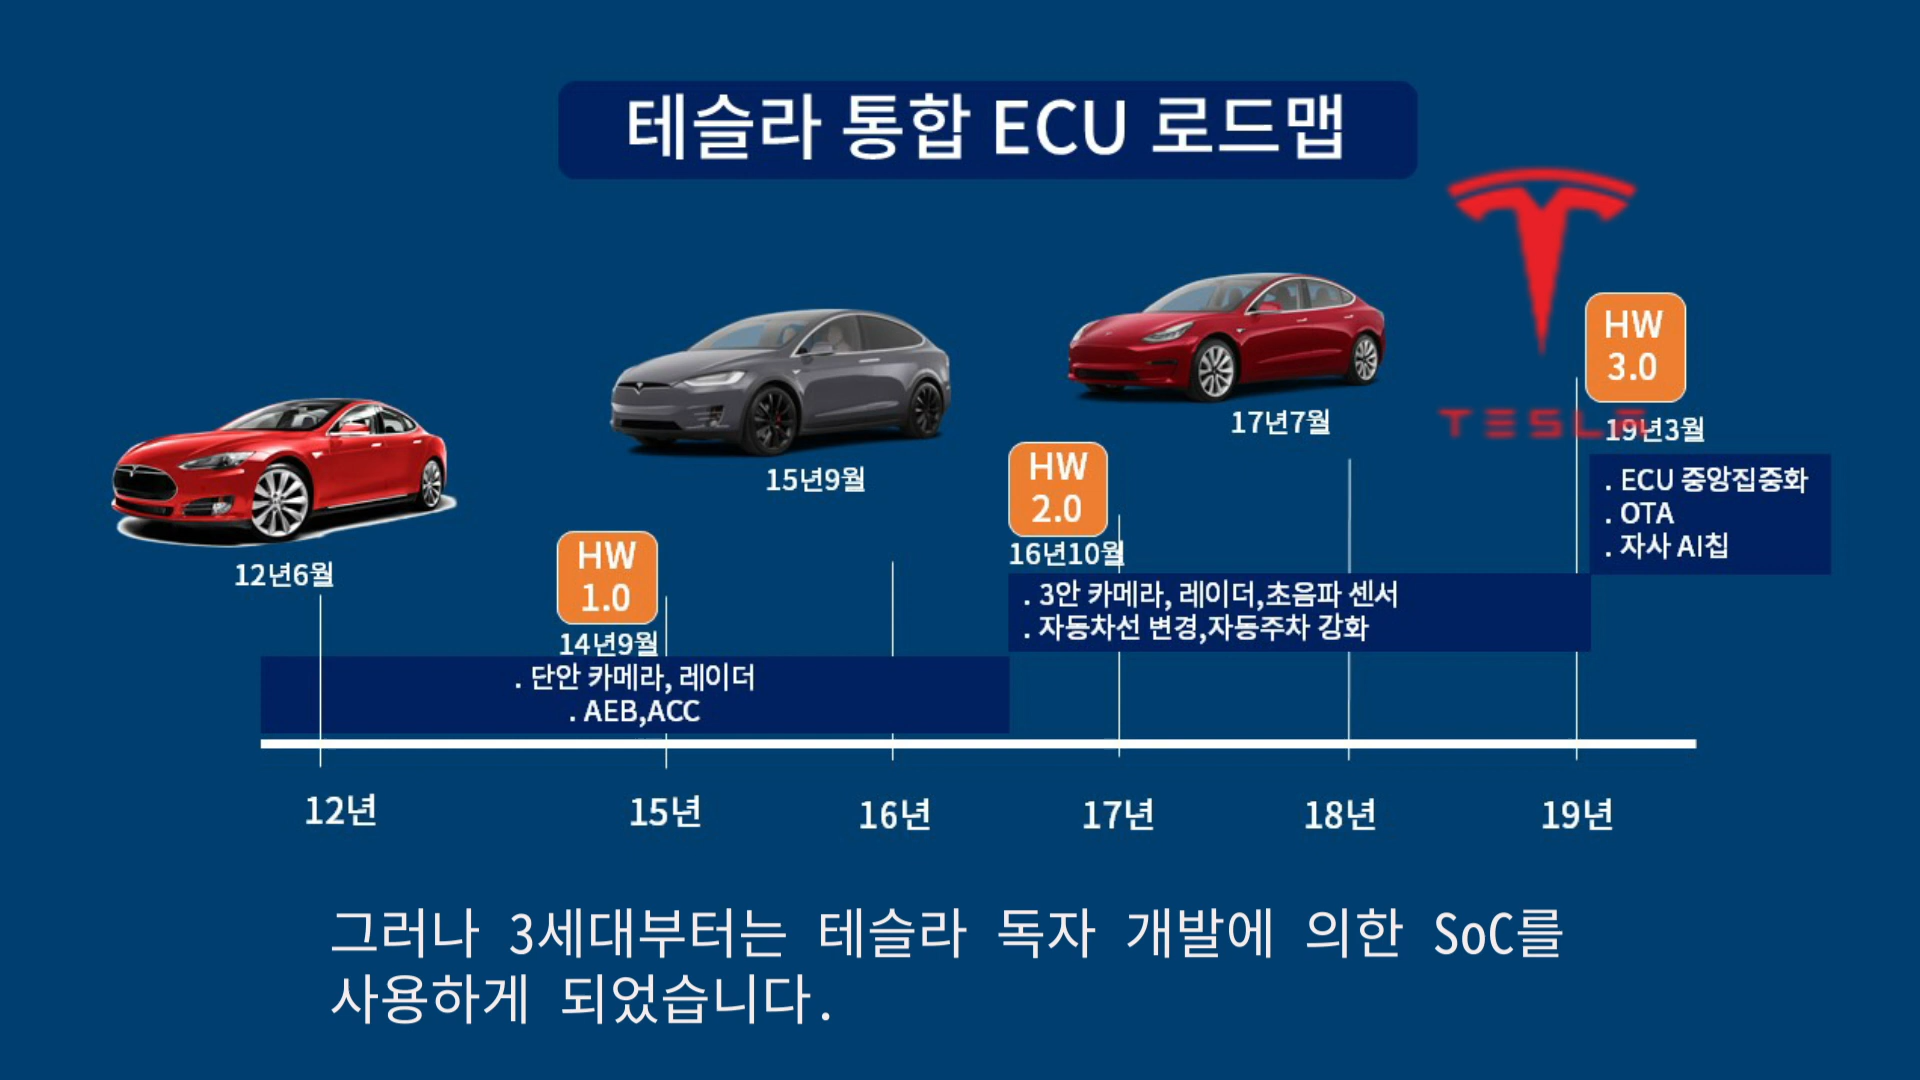 테슬라 통합 ECU 로드맵
HW
3.0
19년3월
TESLA
. ECU 중앙집중화
. OTA
. 자사 AI칩
17년7월
HW
2.0
16년10월
. 3안 카메라, 레이더,초음파 센서
. 자동차선 변경,자동주차 강화
15년9월
HW
1.0
14년9월
12년6월
. 단안 카메라, 레이더
. AEB,ACC
12년 15년 16년 17년 18년 19년
그러나 3세대부터는 테슬라 독자 개발에 의한 SoC를
사용하게 되었습니다.